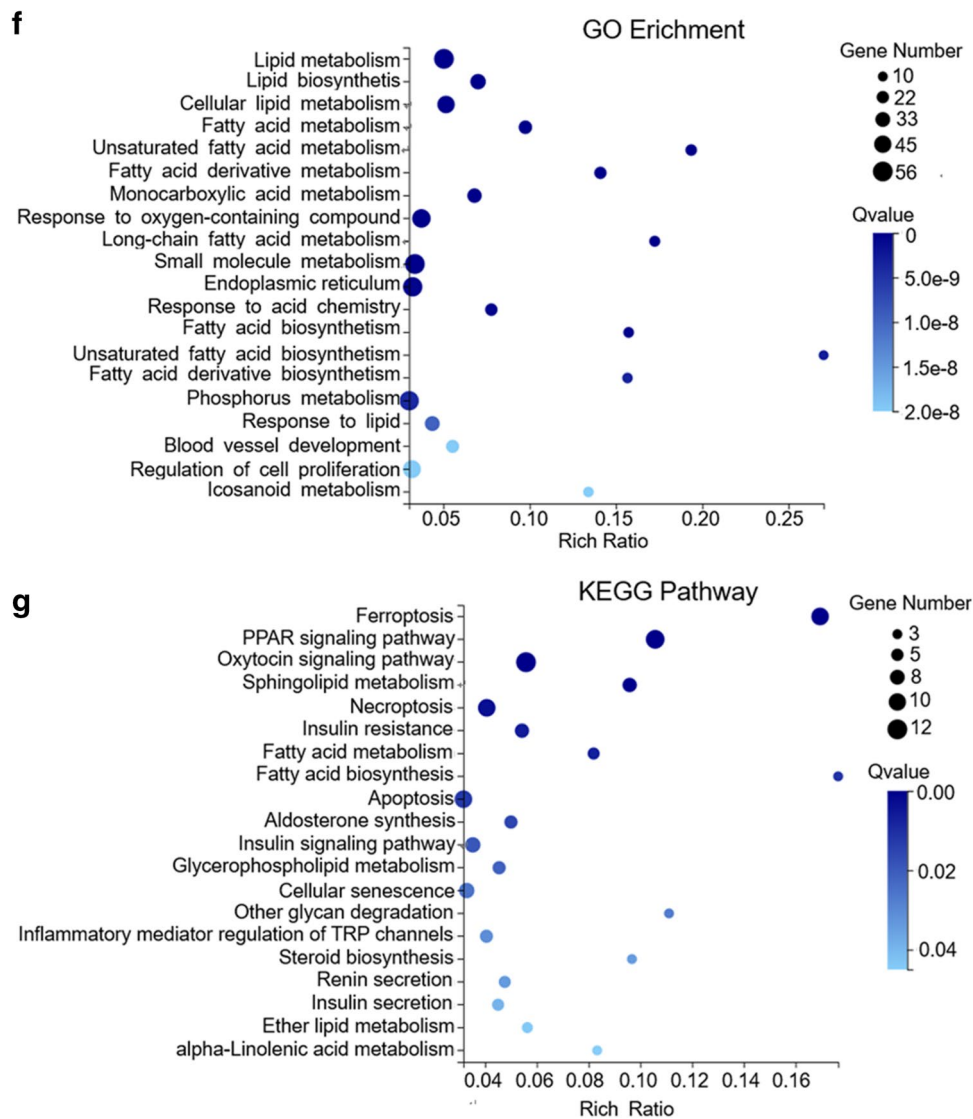 f
GO Erichment
Lipid metabolism
Lipid biosynthetis
Cellular lipid metabolism
Fatty acid metabolism
Unsaturated fatty acid metabolism
Fatty acid derivative metabolism
Monocarboxylic acid metabolism
Response to oxygen-containing compound
Long-chain fatty acid metabolism
Small molecule metabolism
Endoplasmic reticulum
Response to acid chemistry
Fatty acid biosynthetism
Unsaturated fatty acid biosynthetism
Fatty acid derivative biosynthetism
Phosphorus metabolism
Response to lipid
Blood vessel development
Regulation of cell proliferation
Icosanoid metabolism
0.05 0.10 0.15 0.20 0.25
Rich Ratio
Gene Number
10
22
33
45
56
Qvalue
0
5.0e-9
1.0e-8
1.5e-8
2.0e-8
g
KEGG Pathway
Ferroptosis
PPAR signaling pathway
Oxytocin signaling pathway
Sphingolipid metabolism
Necroptosis
Insulin resistance
Fatty acid metabolism
Fatty acid biosynthesis
Apoptosis
Aldosterone synthesis
Insulin signaling pathway
Glycerophospholipid metabolism
Cellular senescence
Other glycan degradation
Inflammatory mediator regulation of TRP channels
Steroid biosynthesis
Renin secretion
Insulin secretion
Ether lipid metabolism
alpha-Linolenic acid metabolism
0.04 0.06 0.08 0.10 0.12 0.14 0.16
Rich Ratio
Gene Number
3
5
8
10
12
Qvalue
0.00
0.02
0.04